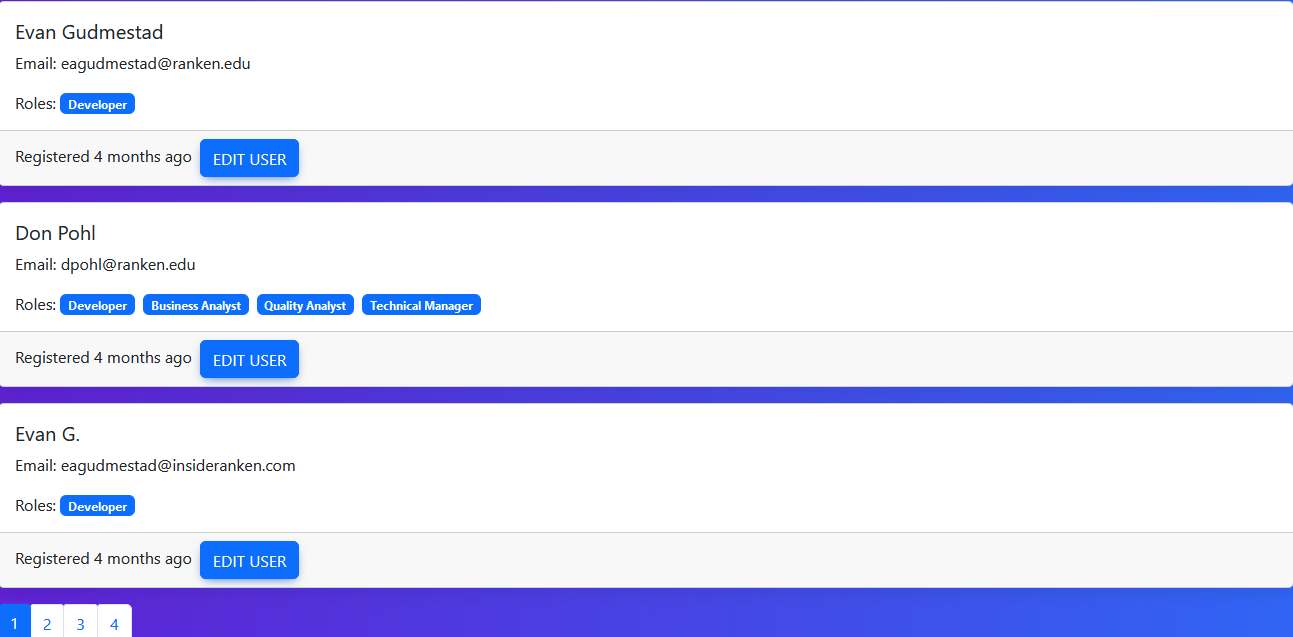 Evan Gudmestad
Email: eagudmestad@ranken.edu
Roles: Developer
Registered 4 months ago EDIT USER
Don Pohl
Email: dpohl@ranken.edu
Roles: Developer Business Analyst Quality Analyst Technical Manager
Registered 4 months ago EDIT USER
Evan G.
Email: eagudmestad@insideranken.com
Roles: Developer
Registered 4 months ago EDIT USER
1 2 3 4